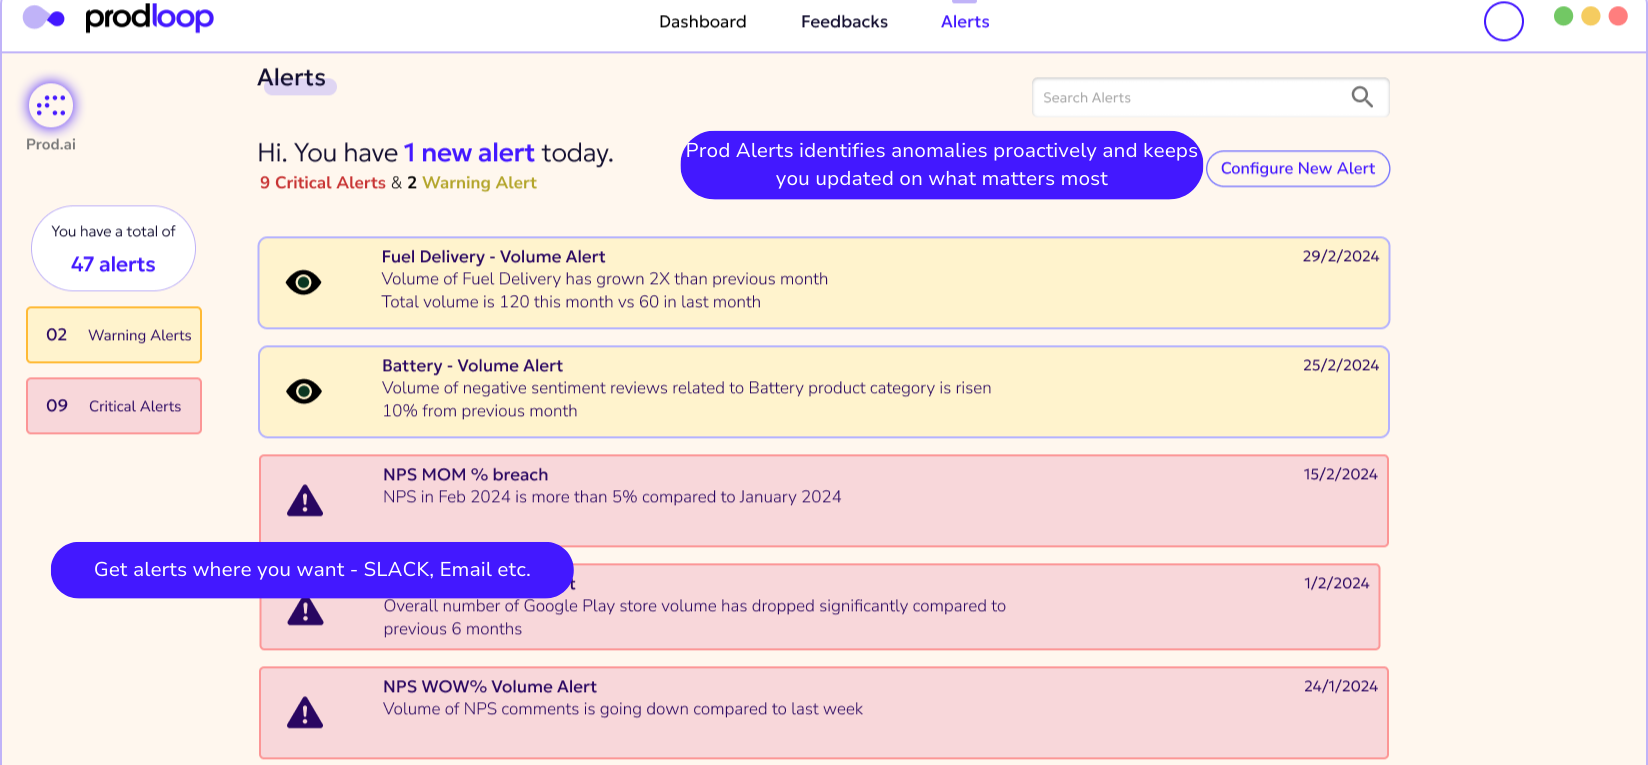 prodloop
Dashboard
Feedbacks
Alerts
Prod.ai
Alerts
Search Alerts
Hi. You have 1 new alert today.
9 Critical Alerts & 2 Warning Alert
Prod Alerts identifies anomalies proactively and keeps
you updated on what matters most
Configure New Alert
You have a total of
47 alerts
02 Warning Alerts
09 Critical Alerts
Fuel Delivery - Volume Alert 29/2/2024
Volume of Fuel Delivery has grown 2X than previous month
Total volume is 120 this month vs 60 in last month
Battery - Volume Alert 25/2/2024
Volume of negative sentiment reviews related to Battery product category is risen
10% from previous month
NPS MOM % breach 15/2/2024
NPS in Feb 2024 is more than 5% compared to January 2024
Get alerts where you want - SLACK, Email etc.
1/2/2024
Overall number of Google Play store volume has dropped significantly compared to
previous 6 months
NPS WOW% Volume Alert 24/1/2024
Volume of NPS comments is going down compared to last week